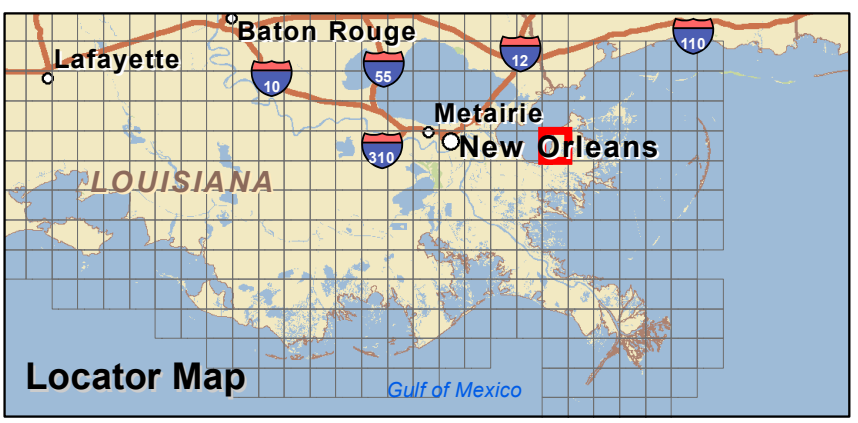 Baton Rouge
Lafayette
110
12
55
10
Metairie
New Orleans
310
LOUISIANA
Locator Map
Gulf of Mexico